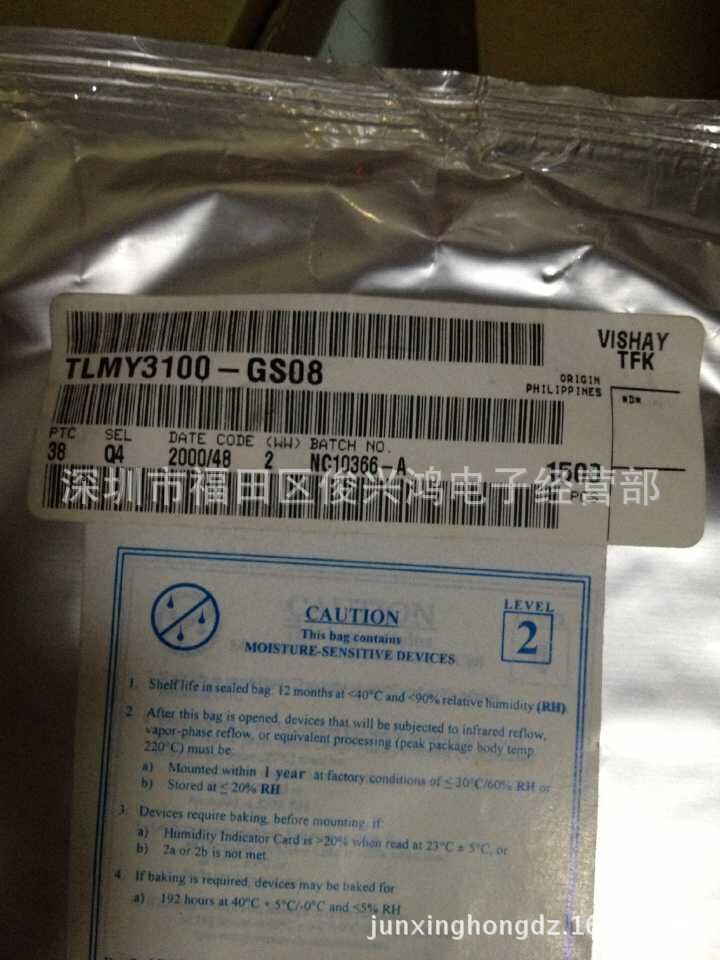 VISHAY
TFK
TLMY3100-GS08
ORIGIN
PHILIPPINES
*D*
PTC SEL DATE CODE (WW) BATCH NO.
38 Q4 2000/48 2 NC10366-A
深圳市福田区俊兴鸿电子经营部
CAUTION
This bag contains
MOISTURE-SENSITIVE DEVICES
LEVEL
2
1. Shelf life in sealed bag: 12 months at <40°C and <90% relative humidity (RH)
2 After this bag is opened, devices that will be subjected to infrared reflow,
vapor-phase reflow, or equivalent processing (peak package body temp.
220°C) must be:
a) Mounted within 1 year at factory conditions of ≤ 30°C/60% RH or
b) Stored at ≤ 20% RH
3. Devices require baking, before mounting, if:
a) Humidity Indicator Card is >20% when read at 23°C ± 5°C, or
b) 2a or 2b is not met.
4. If baking is required, devices may be baked for
a) 192 hours at 40°C + 5°C/-0°C and <5% RH
junxinghongdz.16